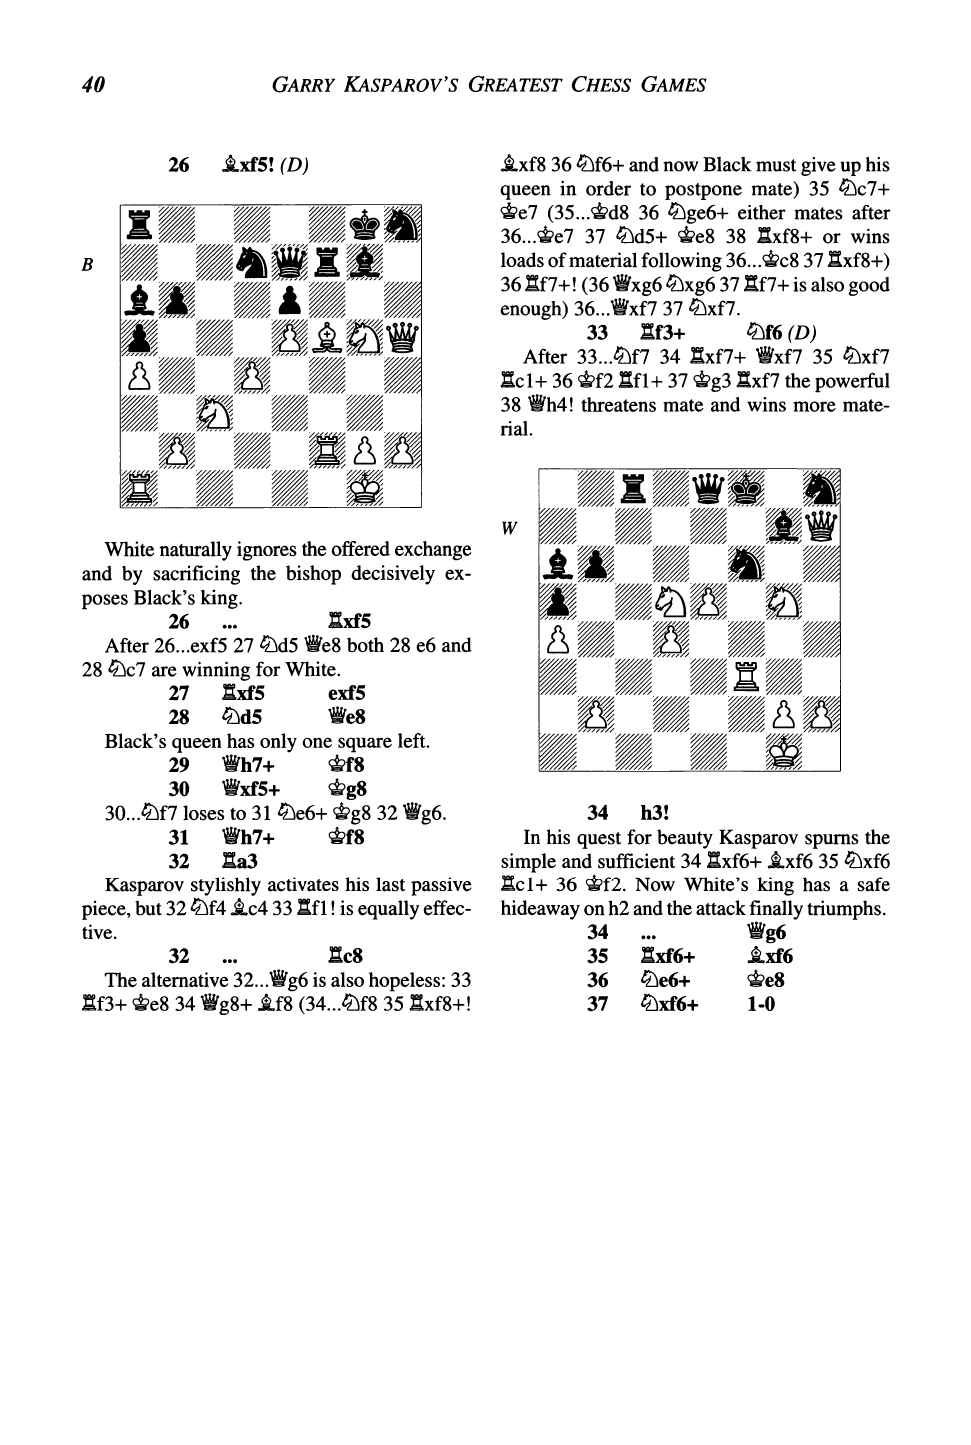 40
GARRY KASPAROV'S GREATEST CHESS GAMES
26 ♗xf5! (D)
B
White naturally ignores the offered exchange
and by sacrificing the bishop decisively ex-
poses Black's king.
26 ... ♖xf5
After 26...exf5 27 ♘d5 ♕e8 both 28 e6 and
28 ♘c7 are winning for White.
27 ♖xf5 exf5
28 ♘d5 ♕e8
Black's queen has only one square left.
29 ♕h7+ ♔f8
30 ♕xf5+ ♔g8
30...♘f7 loses to 31 ♘e6+ ♔g8 32 ♕g6.
31 ♕h7+ ♔f8
32 ♖a3
Kasparov stylishly activates his last passive
piece, but 32 ♘f4 ♗c4 33 ♖f1! is equally effec-
tive.
32 ... ♖c8
The alternative 32...♕g6 is also hopeless: 33
♖f3+ ♔e8 34 ♕g8+ ♗f8 (34...♘f8 35 ♖xf8+!
♗xf8 36 ♘f6+ and now Black must give up his
queen in order to postpone mate) 35 ♘c7+
♔e7 (35...♔d8 36 ♘ge6+ either mates after
36...♔e7 37 ♘d5+ ♔e8 38 ♖xf8+ or wins
loads of material following 36...♔c8 37 ♖xf8+)
36 ♖f7+! (36 ♕xg6 ♘xg6 37 ♖f7+ is also good
enough) 36...♕xf7 37 ♘xf7.
33 ♖f3+ ♘f6 (D)
After 33...♘f7 34 ♖xf7+ ♕xf7 35 ♘xf7
♖c1+ 36 ♔f2 ♖f1+ 37 ♔g3 ♖xf7 the powerful
38 ♕h4! threatens mate and wins more mate-
rial.
W
34 h3!
In his quest for beauty Kasparov spurns the
simple and sufficient 34 ♖xf6+ ♗xf6 35 ♘xf6
♖c1+ 36 ♔f2. Now White's king has a safe
hideaway on h2 and the attack finally triumphs.
34 ... ♕g6
35 ♖xf6+ ♗xf6
36 ♘e6+ ♔e8
37 ♘xf6+ 1-0